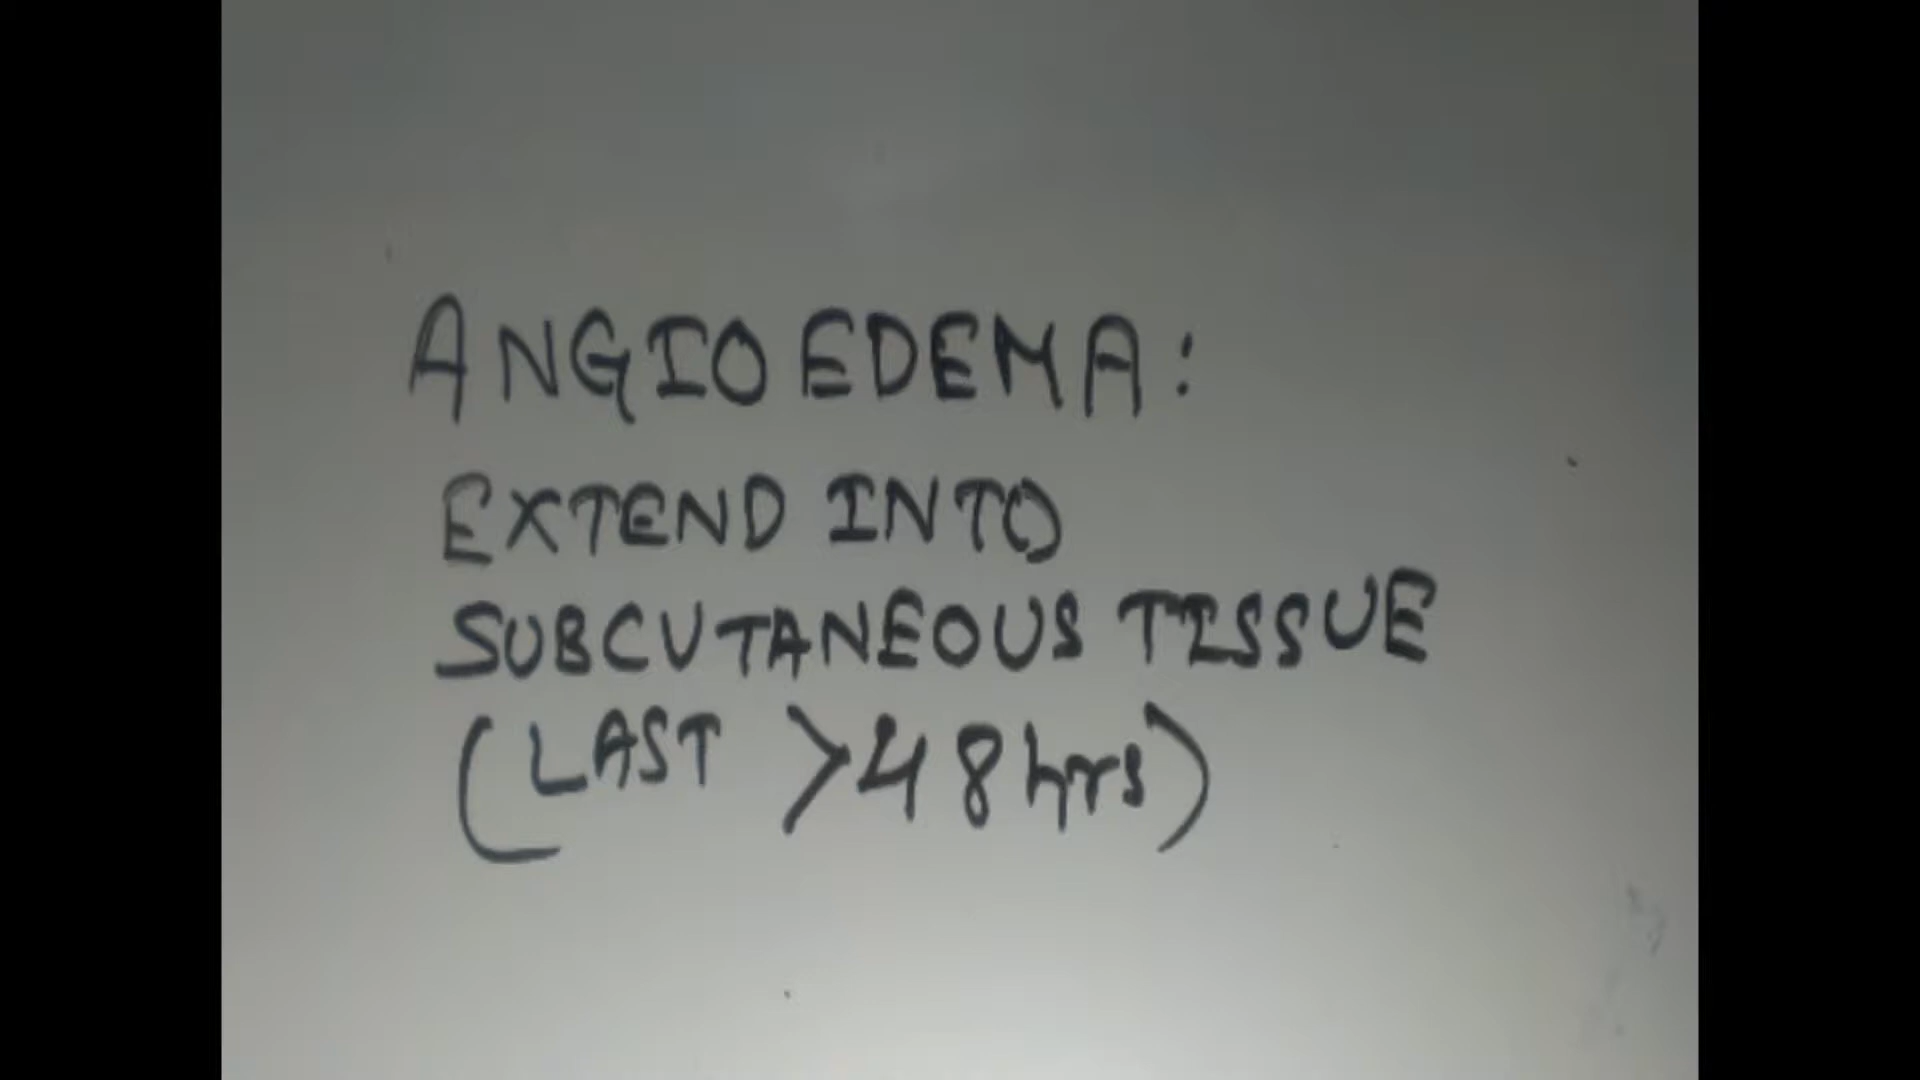 ANGIOEDEMA:
EXTEND INTO
SUBCUTANEOUS TISSUE
(LAST >48hrs)